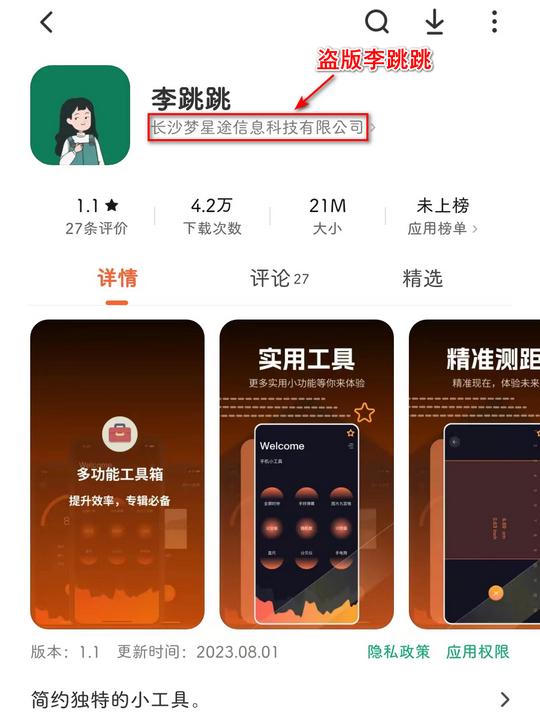 盗版李跳跳
李跳跳
长沙梦星途信息科技有限公司
1.1★ 4.2万 21M 未上榜
27条评价 下载次数 大小 应用榜单
详情 评论27 精选
多功能工具箱
提升效率，专辑必备
实用工具
更多实用小功能等你来体验
Welcome
手机小工具
精准测距
精准现在，体验未来
版本：1.1 更新时间：2023.08.01 隐私政策 应用权限
简约独特的小工具。